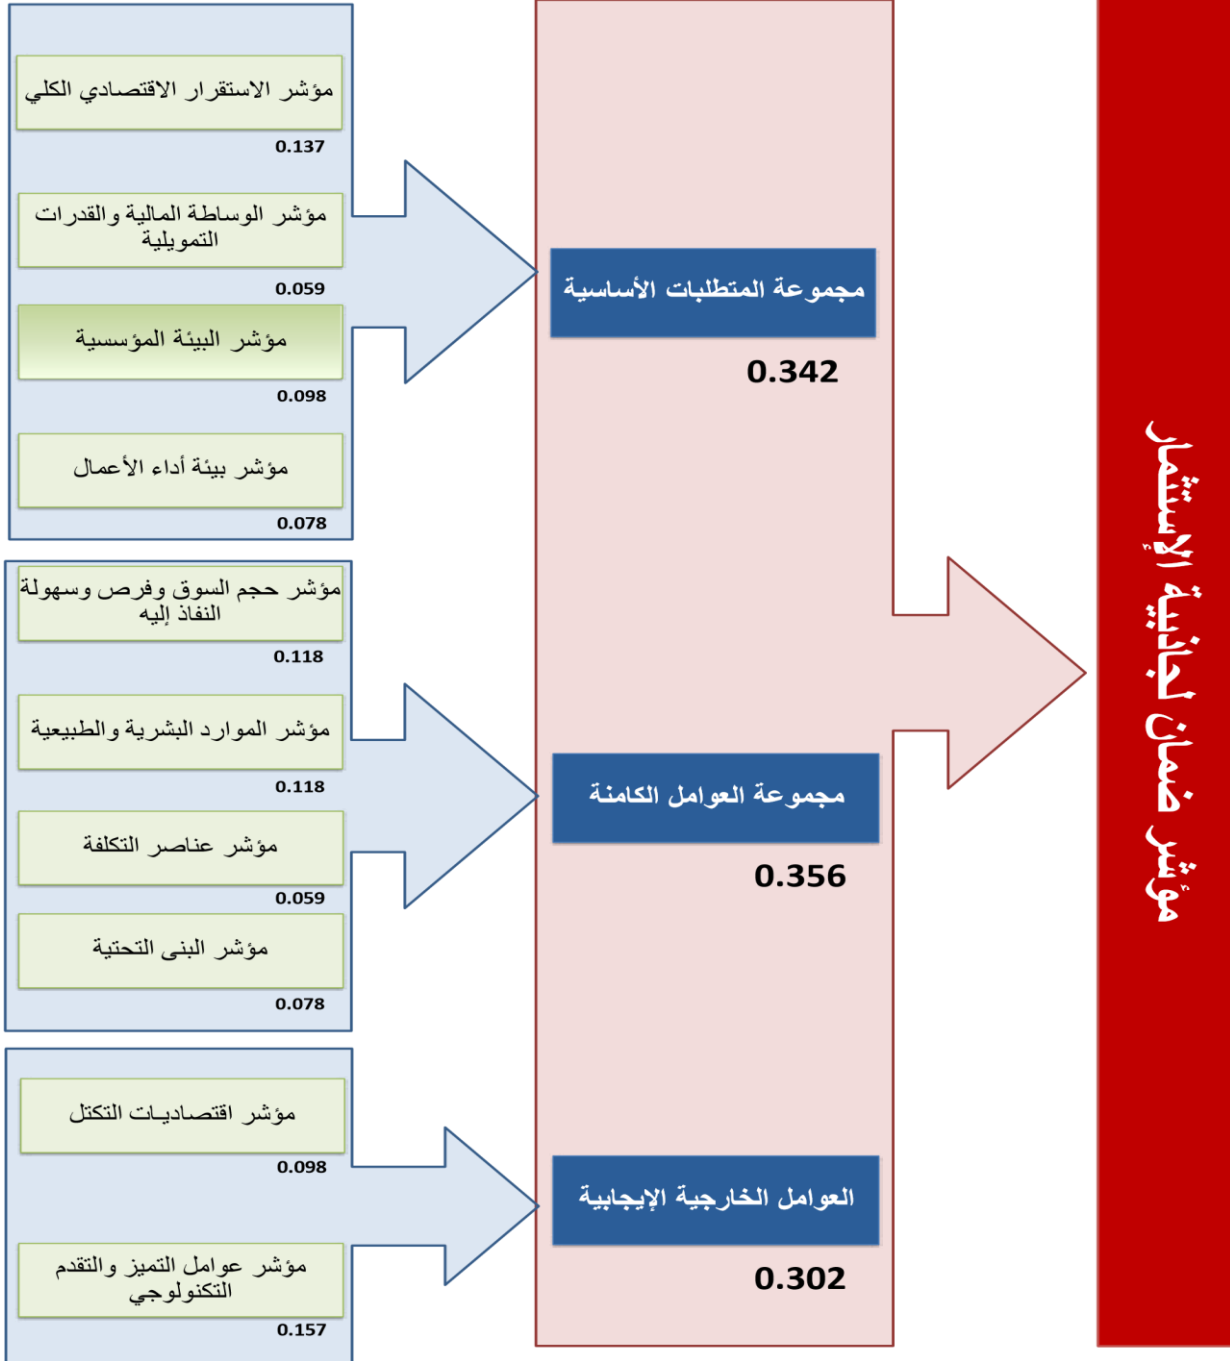 مؤشر ضمان لجاذبية الإستثمار
مجموعة المتطلبات الأساسية
0.342
مؤشر الاستقرار الاقتصادي الكلي
0.137
مؤشر الوساطة المالية والقدرات
التمويلية
0.059
مؤشر البيئة المؤسسية
0.098
مؤشر بيئة أداء الأعمال
0.078
مجموعة العوامل الكامنة
0.356
مؤشر حجم السوق وفرص وسهولة
النفاذ إليه
0.118
مؤشر الموارد البشرية والطبيعية
0.118
مؤشر عناصر التكلفة
0.059
مؤشر البنى التحتية
0.078
العوامل الخارجية الإيجابية
0.302
مؤشر اقتصاديات التكتل
0.098
مؤشر عوامل التميز والتقدم
التكنولوجي
0.157